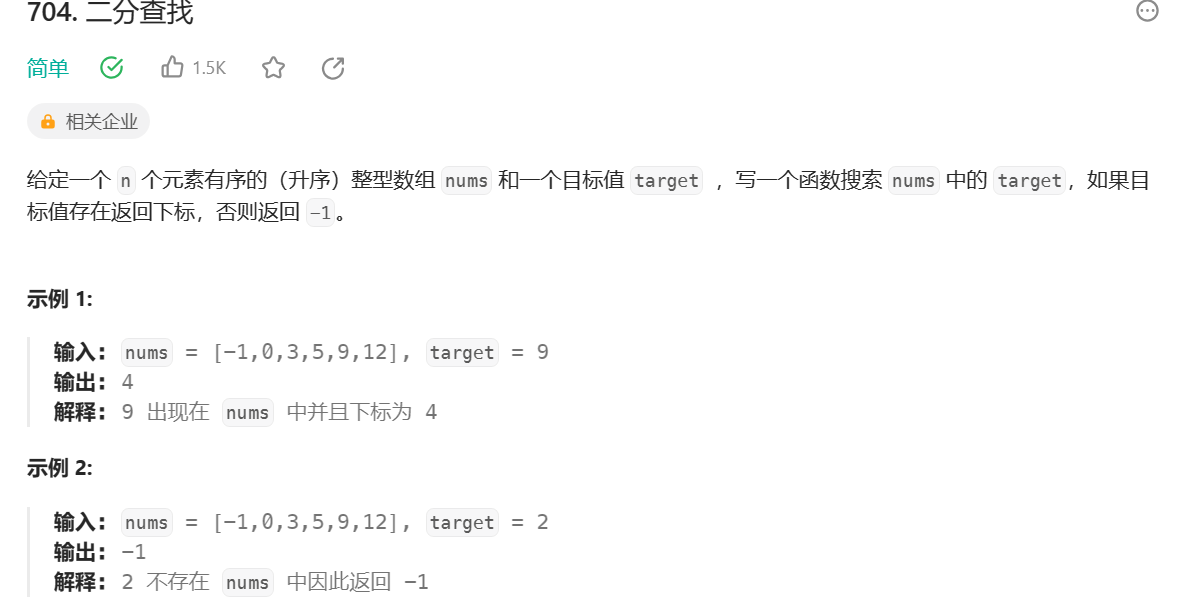 704. 二分查找
简单 1.5K
相关企业
给定一个 n 个元素有序的（升序）整型数组 nums 和一个目标值 target ，写一个函数搜索 nums 中的 target，如果目
标值存在返回下标，否则返回 -1。
示例 1:
输入: nums = [-1,0,3,5,9,12], target = 9
输出: 4
解释: 9 出现在 nums 中并且下标为 4
示例 2:
输入: nums = [-1,0,3,5,9,12], target = 2
输出: -1
解释: 2 不存在 nums 中因此返回 -1